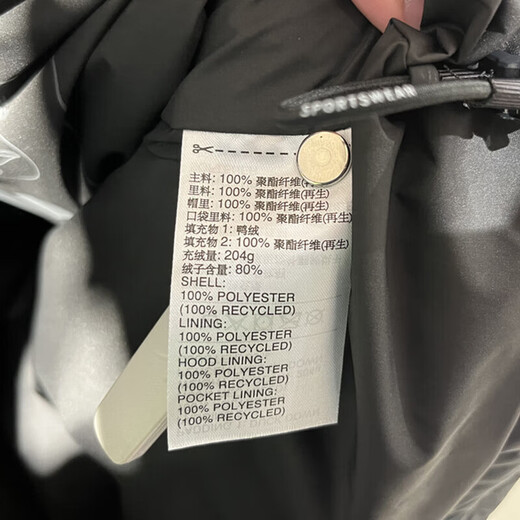 SPORTSWEAR
主料: 100% 聚酯纤维(再
里料: 100% 聚酯纤维(再生)
帽里: 100% 聚酯纤维(再生)
口袋里料: 100% 聚酯纤维(再生)
填充物 1: 鸭绒
填充物 2: 100% 聚酯纤维(再生)
充绒量: 204g
绒子含量: 80%
SHELL:
100% POLYESTER
(100% RECYCLED)
LINING:
100% POLYESTER
(100% RECYCLED)
HOOD LINING:
100% POLYESTER
(100% RECYCLED)
POCKET LINING:
100% POLYESTER
(100% RECYCLED)